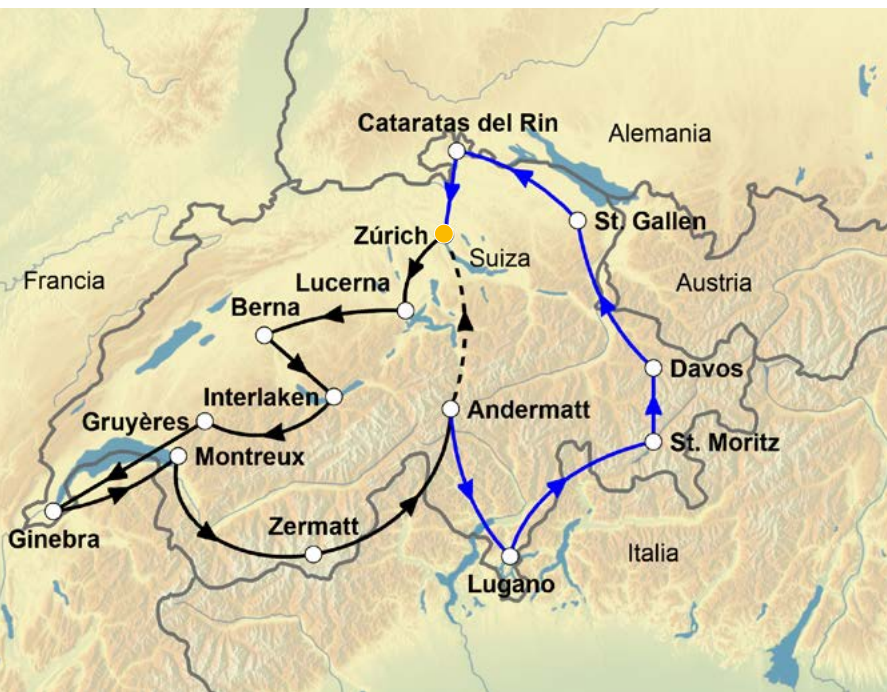 Cataratas del Rin
Alemania
St. Gallen
Zúrich
Suiza
Francia
Lucerna
Austria
Berna
Davos
Interlaken
Gruyères
Andermatt
Montreux
St. Moritz
Zermatt
Ginebra
Italia
Lugano